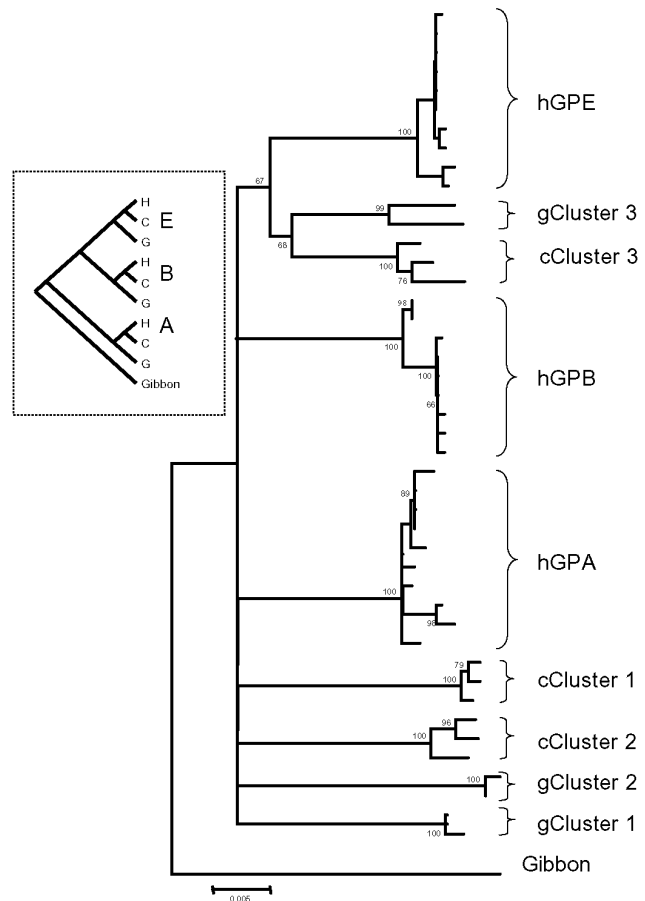 100
hGPE
67
99
gCluster 3
68
100
cCluster 3
76
H
C
E
G
H
C
B
G
H
A
C
G
Gibbon
98
100
100
hGPB
66
89
100
hGPA
98
79
100
cCluster 1
96
100
cCluster 2
100
gCluster 2
100
gCluster 1
Gibbon
0.005